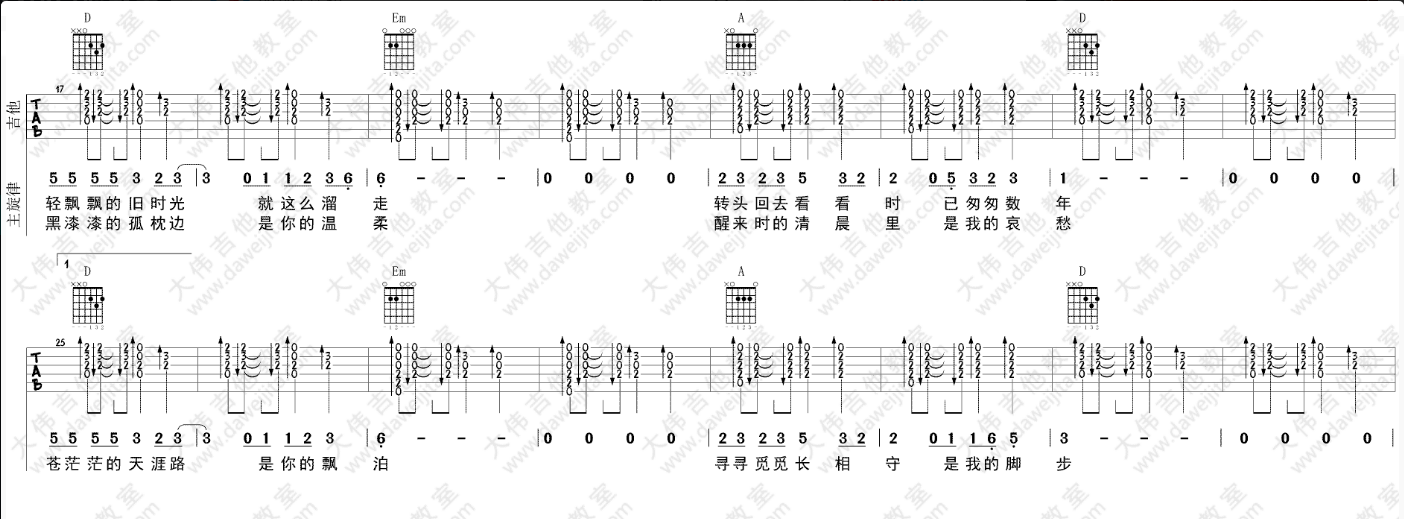 D Em A D
吉他
17
TAB
主旋律
5 5 5 5 3 2 3 | 3 0 1 1 2 3 6 | 6 - - - | 0 0 0 0 | 2 3 2 3 5 3 2 | 2 0 5 3 2 3 | 1 - - - | 0 0 0 0 |
轻飘飘的旧时光 就这么溜 走 转头回去看 看 时 已匆匆数 年
黑漆漆的孤枕边 是你的温 柔 醒来时的清 晨 里 是我的哀 愁
1
D Em A D
25
TAB
5 5 5 5 3 2 3 | 3 0 1 1 2 3 | 6 - - - | 0 0 0 0 | 2 3 2 3 5 3 2 | 2 0 1 1 6 5 | 3 - - - | 0 0 0 0 |
苍茫茫的天涯路 是你的飘 泊 寻寻觅觅长 相 守 是我的脚 步
大伟吉他教室
www.daweijita.com